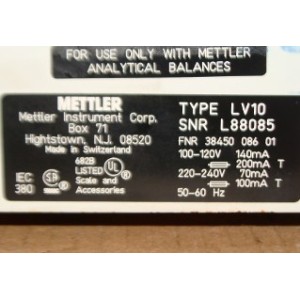 FOR USE ONLY WITH METTLER
ANALYTICAL BALANCES
METTLER
Mettler Instrument Corp.
Box 71
Hightstown, N.J. 08520
Made in Switzerland
IEC
380
682B
LISTED UL ®
Scale and
Accessories
TYPE LV10
SNR L88085
FNR 38450 086 01
100-120V 140mA
200mA T
220-240V 70mA
100mA T
50-60 Hz